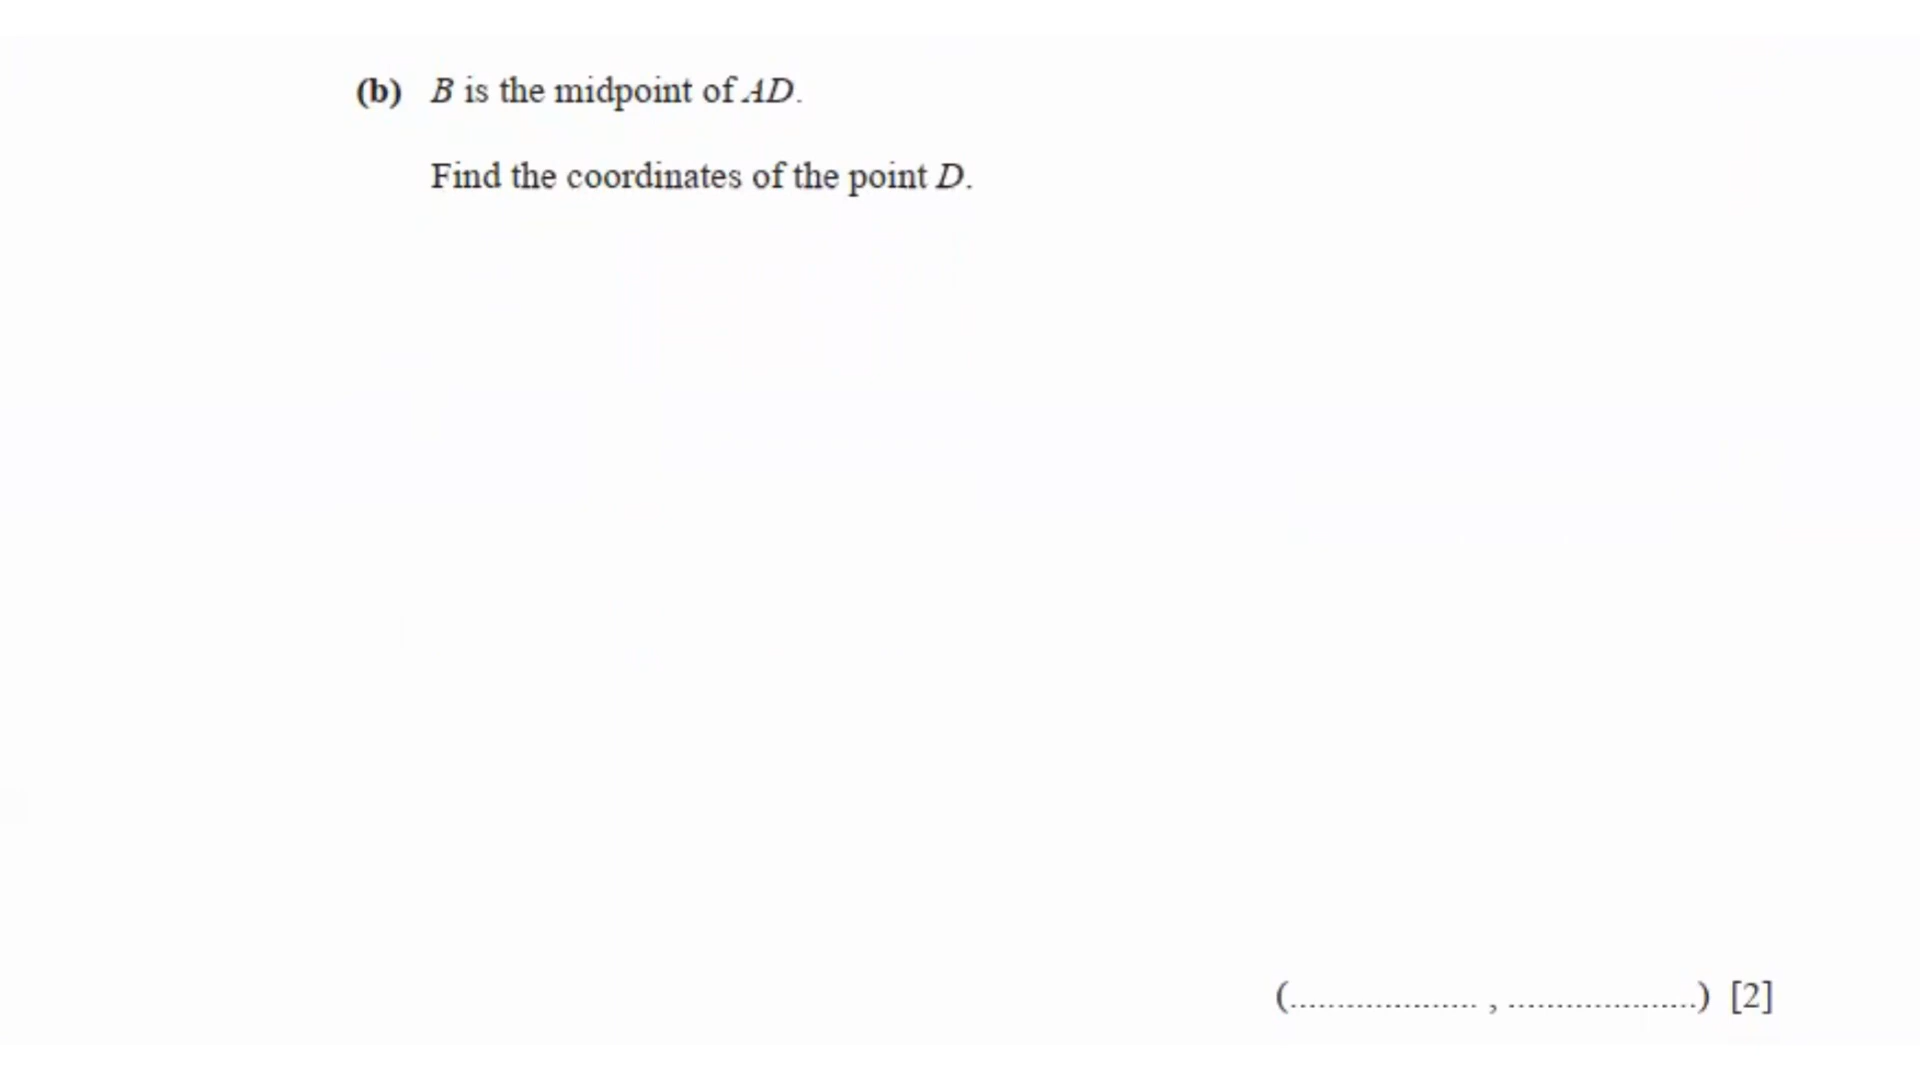 (b) B is the midpoint of AD.
Find the coordinates of the point D.
(.................... , ....................) [2]